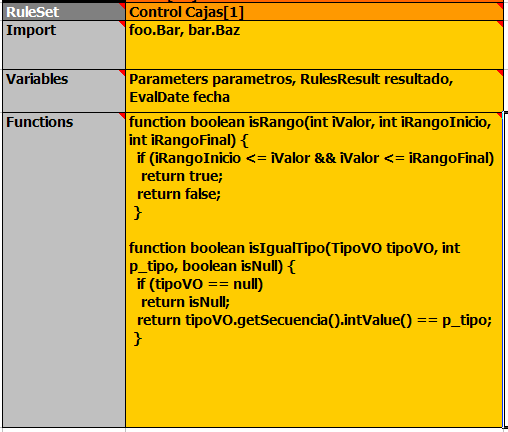 RuleSet Control Cajas[1]
Import foo.Bar, bar.Baz
Variables Parameters parametros, RulesResult resultado,
EvalDate fecha
Functions function boolean isRango(int iValor, int iRangoInicio,
int iRangoFinal) {
if (iRangoInicio <= iValor && iValor <= iRangoFinal)
return true;
return false;
}
function boolean isIgualTipo(TipoVO tipoVO, int
p_tipo, boolean isNull) {
if (tipoVO == null)
return isNull;
return tipoVO.getSecuencia().intValue() == p_tipo;
}